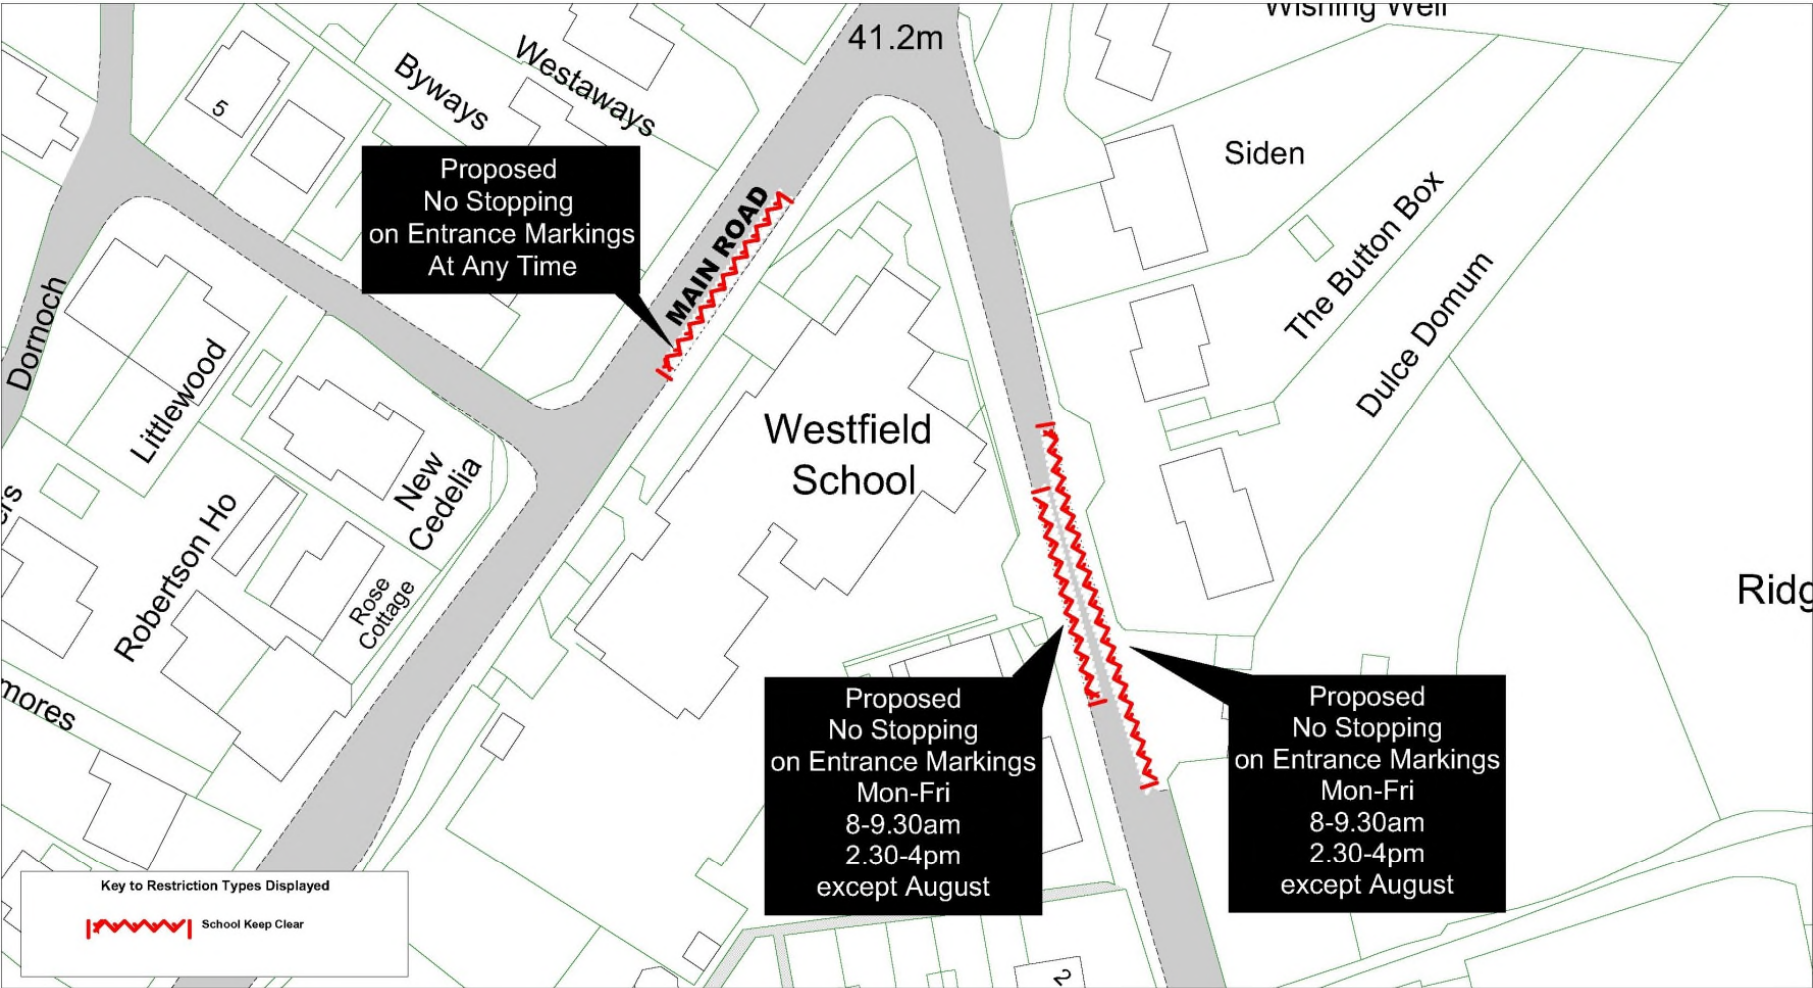 Wishing Well
41.2m
Westaways
Byways
5
Siden
Proposed
No Stopping
on Entrance Markings
At Any Time
MAIN ROAD
The Button Box
Dulce Domum
Dornoch
Littlewood
Westfield
School
New
Cedelia
Robertson Ho
Rose
Cottage
Ridg
mores
Proposed
No Stopping
on Entrance Markings
Mon-Fri
8-9.30am
2.30-4pm
except August
Proposed
No Stopping
on Entrance Markings
Mon-Fri
8-9.30am
2.30-4pm
except August
Key to Restriction Types Displayed
School Keep Clear
2